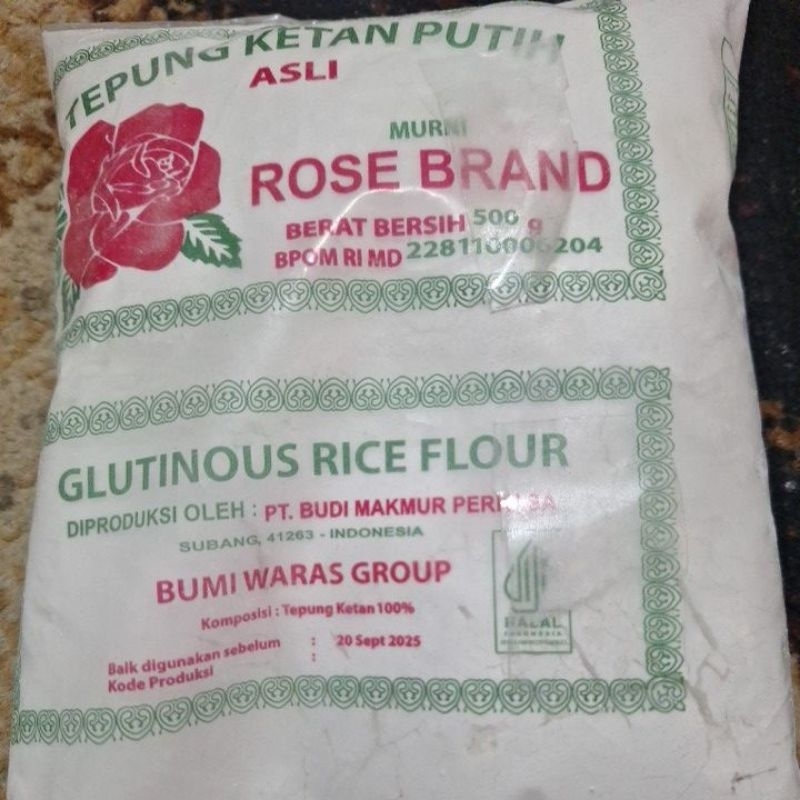 TEPUNG KETAN PUTIH
ASLI
MURNI
ROSE BRAND
BERAT BERSIH 500 g
BPOM RI MD 228110006204
GLUTINOUS RICE FLOUR
DIPRODUKSI OLEH : PT. BUDI MAKMUR
SUBANG, 41263 - INDONESIA
BUMI WARAS GROUP
Komposisi : Tepung Ketan 100%
Baik digunakan sebelum : 20 Sept 2025
Kode Produksi :
HALAL
INDONESIA